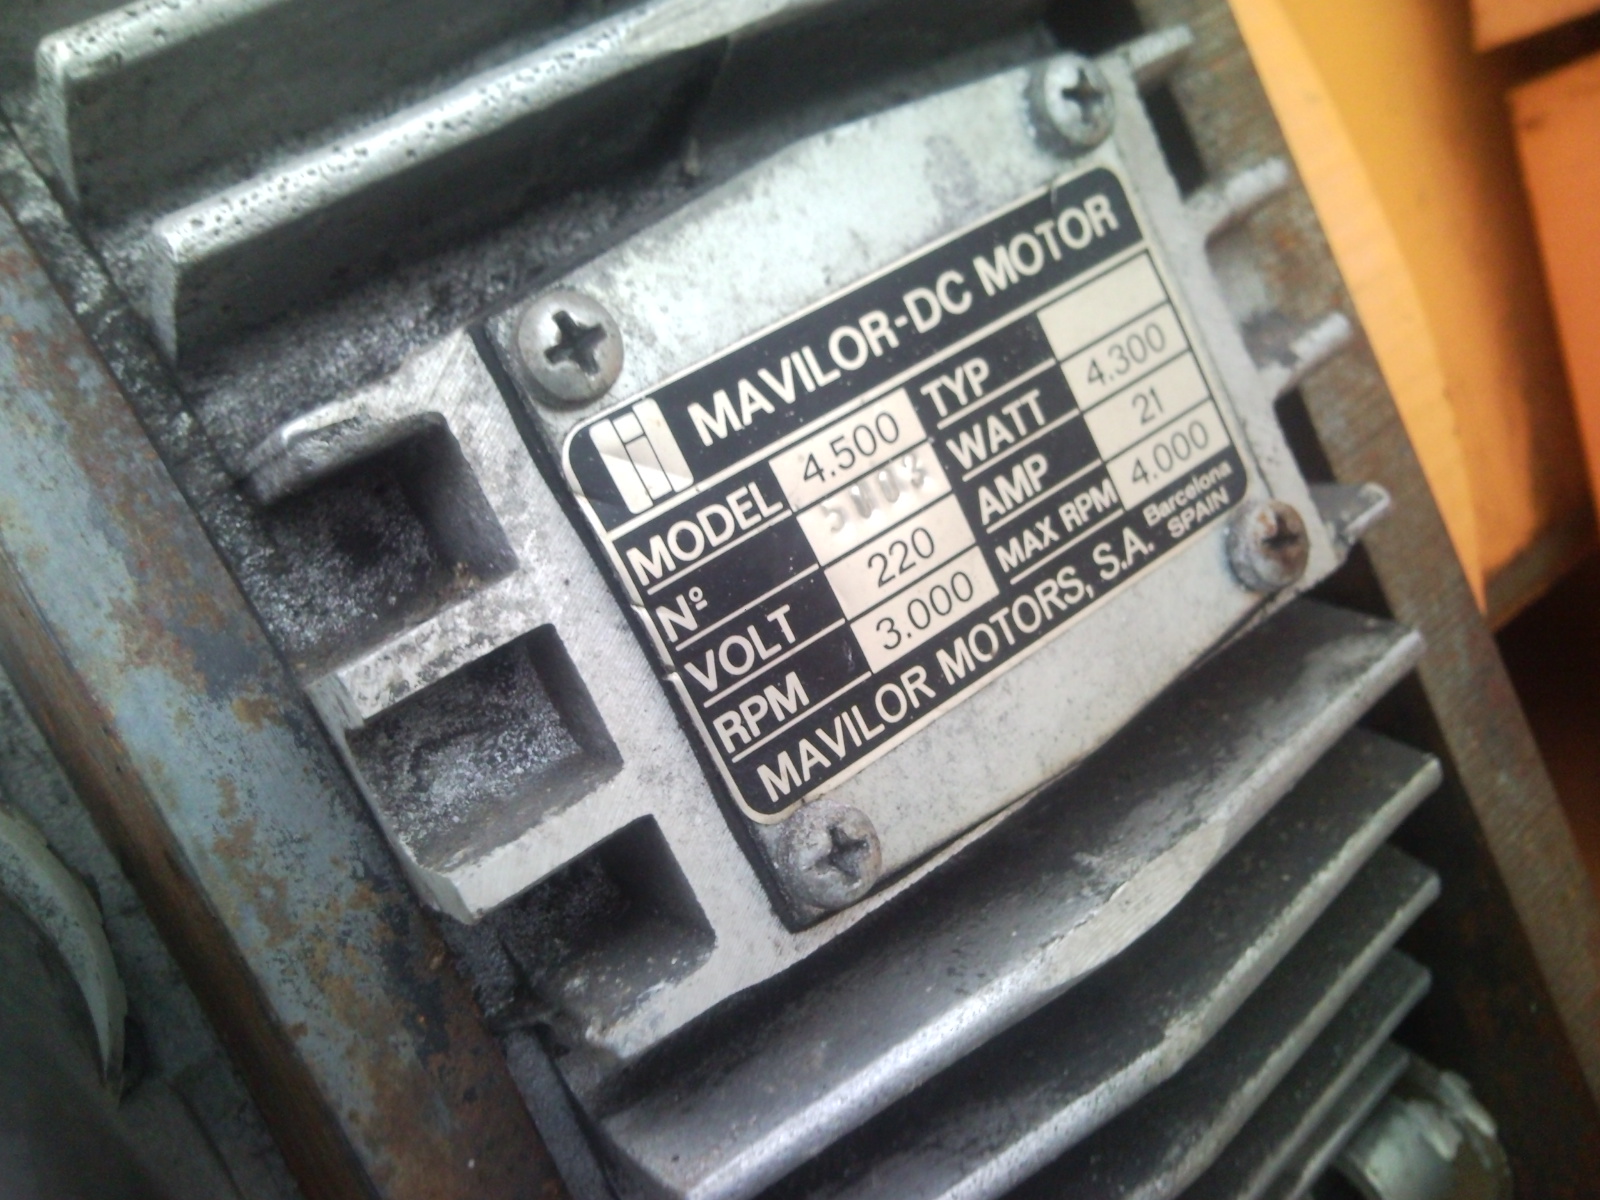 MAVILOR-DC MOTOR
MODEL 4.500 TYP
Nº WATT 4.300
VOLT 220 AMP 21
RPM 3.000 MAX RPM 4.000
MAVILOR MOTORS, S.A. Barcelona SPAIN